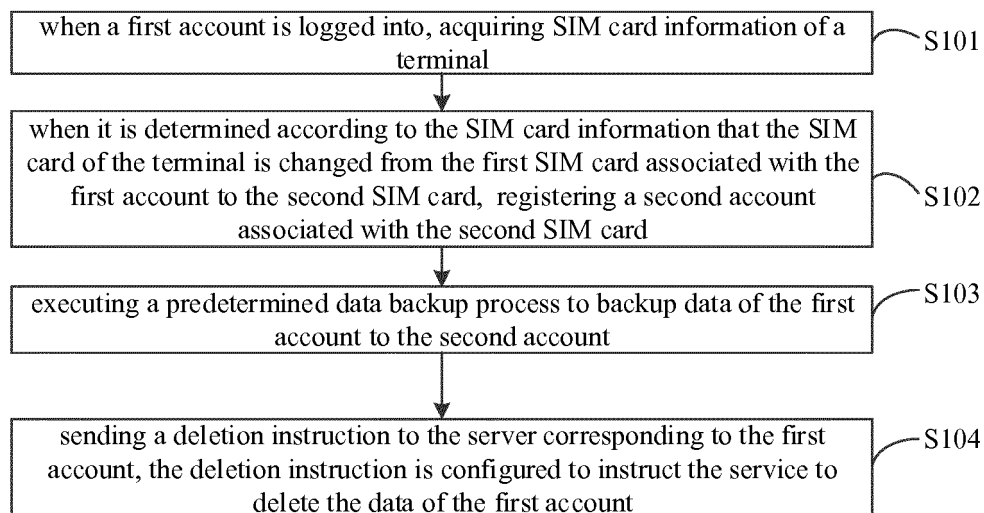 when a first account is logged into, acquiring SIM card information of a
terminal
S101
when it is determined according to the SIM card information that the SIM
card of the terminal is changed from the first SIM card associated with the
first account to the second SIM card, registering a second account
associated with the second SIM card
S102
executing a predetermined data backup process to backup data of the first
account to the second account
S103
sending a deletion instruction to the server corresponding to the first
account, the deletion instruction is configured to instruct the service to
delete the data of the first account
S104